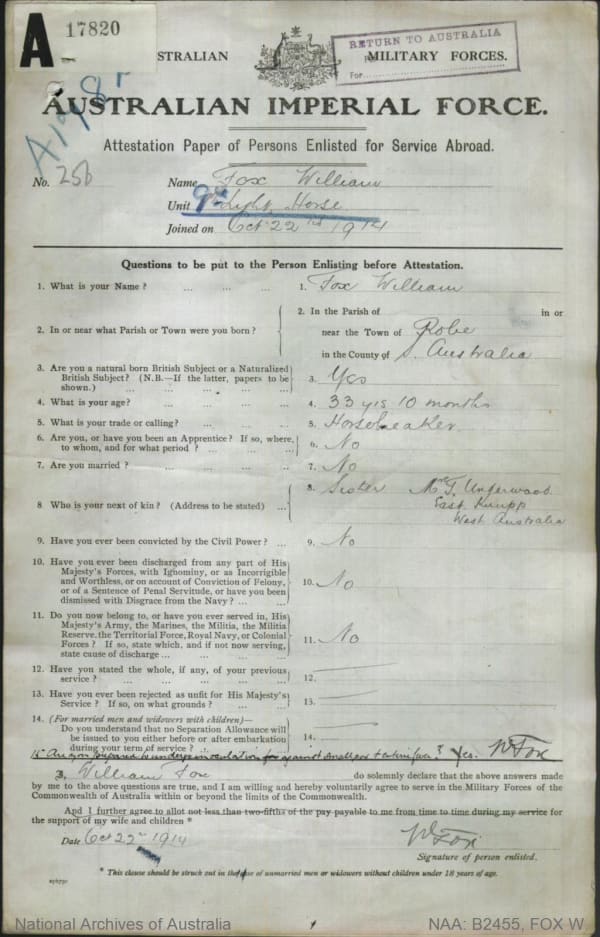 A 17820
STRALIAN MILITARY FORCES.
RETURN TO AUSTRALIA
For
AUSTRALIAN IMPERIAL FORCE.
Attestation Paper of Persons Enlisted for Service Abroad.
No. 256 Name Fox William
Unit 9th Light Horse
Joined on Oct 22nd 1914
Questions to be put to the Person Enlisting before Attestation.
1. What is your Name? ... ... ... 1. Fox William
2. In or near what Parish or Town were you born? 2. In the Parish of in or
near the Town of Robe
in the County of S. Australia
3. Are you a natural born British Subject or a Naturalized
British Subject? (N.B.—If the latter, papers to be
shown.) ... ... ... ... ... 3. Yes
4. What is your age? ... ... ... 4. 33 yrs 10 months
5. What is your trade or calling? ... ... 5. Horsebreaker
6. Are you, or have you been an Apprentice? If so, where,
to whom, and for what period? ... ... ... 6. No
7. Are you married? ... ... ... ... 7. No
8 Who is your next of kin? (Address to be stated) ... 8. Sister Mrs J. Underwood
East
West Australia
9. Have you ever been convicted by the Civil Power? ... 9. No
10. Have you ever been discharged from any part of His
Majesty's Forces, with Ignominy, or as Incorrigible
and Worthless, or on account of Conviction of Felony,
or of a Sentence of Penal Servitude, or have you been
dismissed with Disgrace from the Navy? ... ... 10. No
11. Do you now belong to, or have you ever served in, His
Majesty's Army, the Marines, the Militia, the Militia
Reserve, the Territorial Force, Royal Navy, or Colonial
Forces? If so, state which, and if not now serving,
state cause of discharge ... ... ... ... 11. No
12. Have you stated the whole, if any, of your previous
service? ... ... ... ... ... 12.
13. Have you ever been rejected as unfit for His Majesty's
Service? If so, on what grounds? ... ... 13.
14. (For married men and widowers with children)—
Do you understand that no Separation Allowance will
be issued to you either before or after embarkation
during your term of service? ... ... ... 14.
15 Are you prepared to undergo inoculation against smallpox & enteric fever? Yes. W Fox
I, William Fox do solemnly declare that the above answers made
by me to the above questions are true, and I am willing and hereby voluntarily agree to serve in the Military Forces of the
Commonwealth of Australia within or beyond the limits of the Commonwealth.
And I further agree to allot not less than two-fifths of the pay payable to me from time to time during my service for
the support of my wife and children *
Date Oct 22nd 1914 W Fox
Signature of person enlisted.
* This clause should be struck out in the case of unmarried men or widowers without children under 18 years of age.
National Archives of Australia NAA: B2455, FOX W